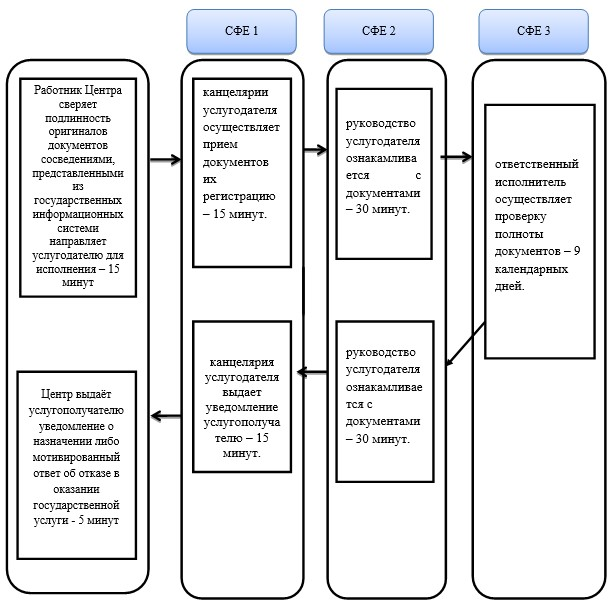 СФЕ 1
СФЕ 2
СФЕ 3
Работник Центра
сверяет
подлинность
оригиналов
документов
сосведениями,
представленными
из
государственных
информационных
системи
направляет
услугодателю для
исполнения – 15
минут
канцелярии
услугодателя
осуществляет
прием
документов
их
регистрацию
– 15 минут.
руководство
услугодателя
ознакамлива
ется с
документами
– 30 минут.
ответственный
исполнитель
осуществляет
проверку
полноты
документов – 9
календарных
дней.
руководство
услугодателя
ознакамливае
тся с
документами
– 30 минут.
канцелярия
услугодателя
выдает
уведомление
услугополуча
телю – 15
минут.
Центр выдаёт
услугополучателю
уведомление о
назначении либо
мотивированный
ответ об отказе в
оказании
государственной
услуги - 5 минут